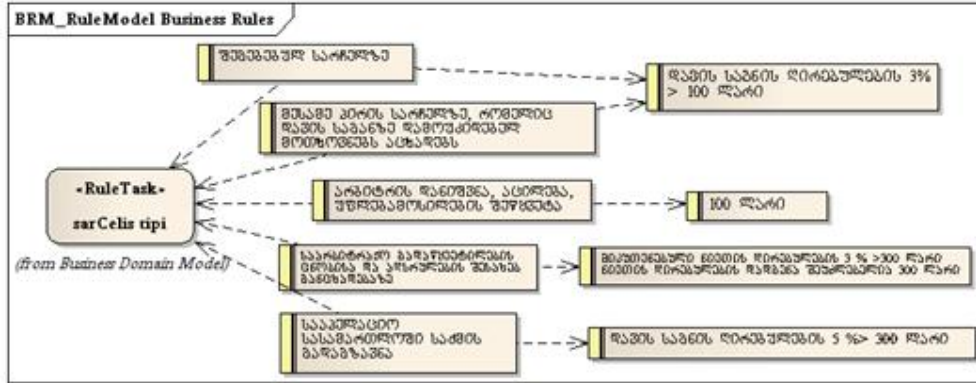 BRM_RuleModel Business Rules
შეგებებულ სარჩელზე
დავის საგნის ღირებულების 3%
> 100 ლარი
მესამე პირის სარჩელზე, რომელიც
დავის საგანზე დამოუკიდებელ
მოთხოვნებს აცხადებს
«RuleTask»
sarCelis tipi
(from Business Domain Model)
არბიტრის დანიშვნა, აცილება,
უფლებამოსილების შეწყვეტა
100 ლარი
საარბიტრაჟო გადაწყვეტილების
ცნობისა და აღსრულების შესახებ
განცხადებაზე
მიკუთვნებული ნივთის ღირებულების 3 % >300 ლარი
ნივთის ღირებულების დადგენა შეუძლებელია 300 ლარი
სააპელაციო
სასამართლოში საქმის
გადაგზავნა
დავის საგნის ღირებულების 5 %> 300 ლარი